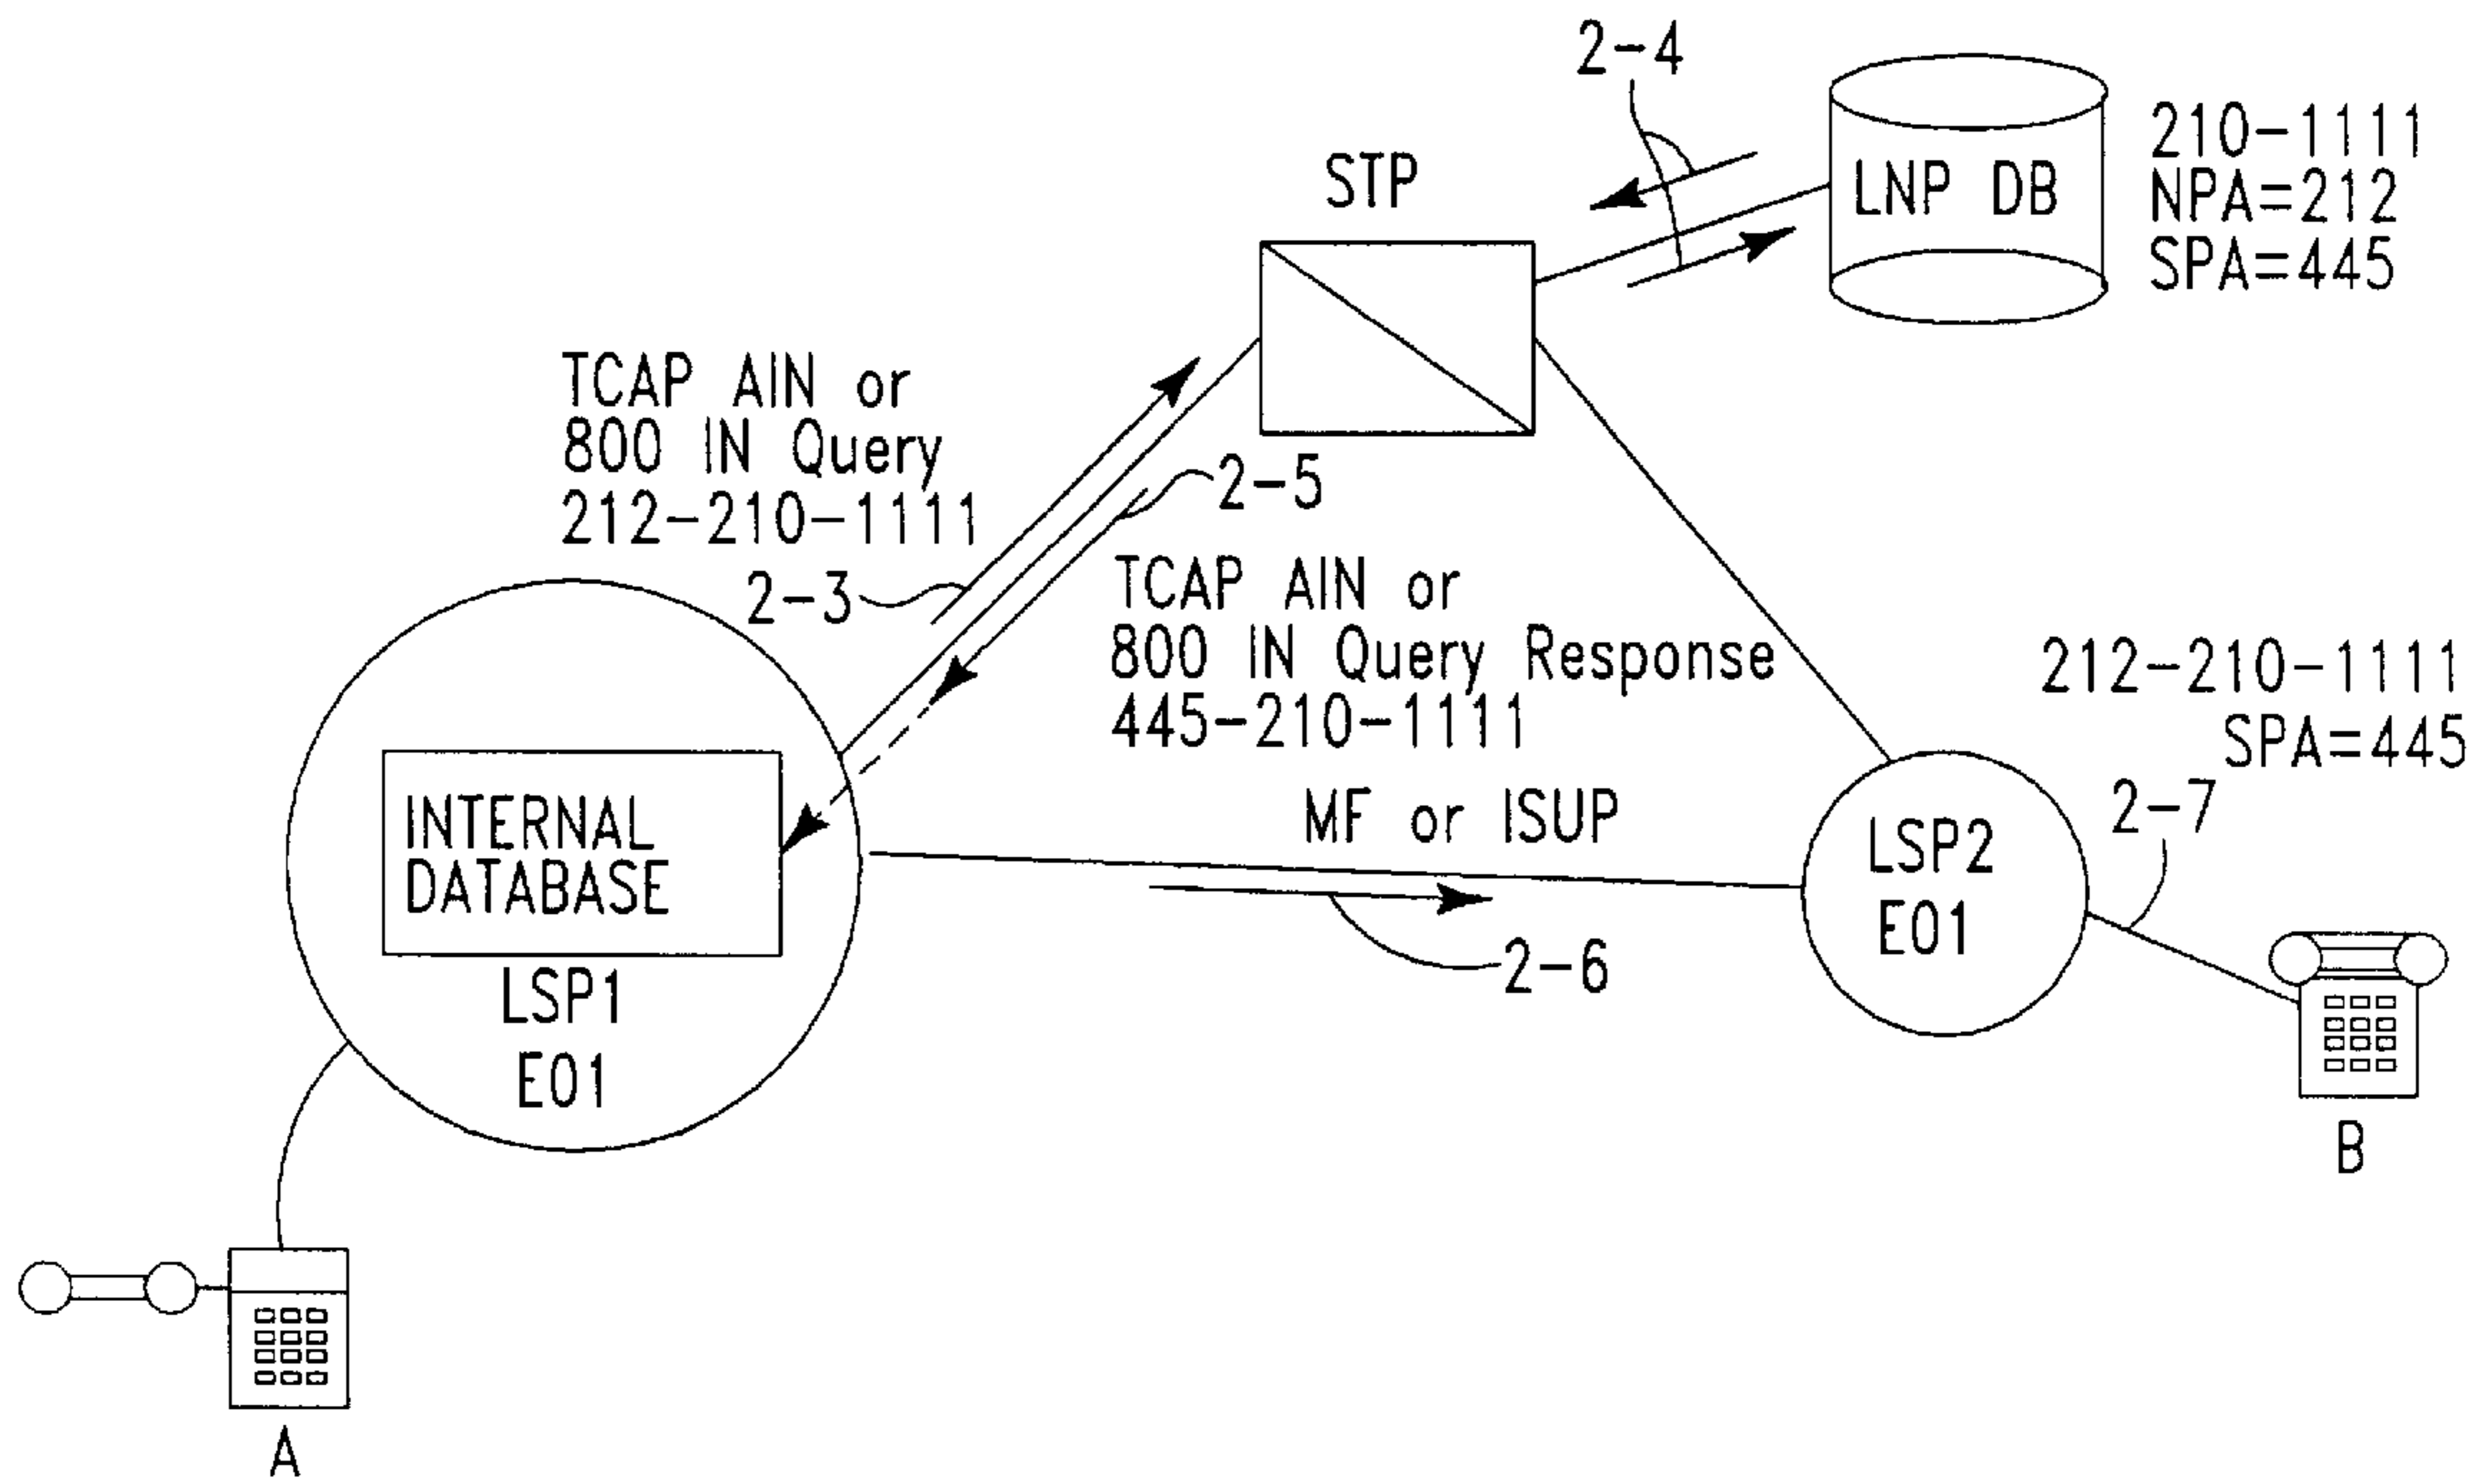 2-4
STP
LNP DB
210-1111
NPA=212
SPA=445
TCAP AIN or
800 IN Query
212-210-1111
2-3
2-5
TCAP AIN or
800 IN Query Response
445-210-1111
212-210-1111
SPA=445
2-7
MF or ISUP
2-6
INTERNAL
DATABASE
LSP1
EO1
LSP2
EO1
B
A